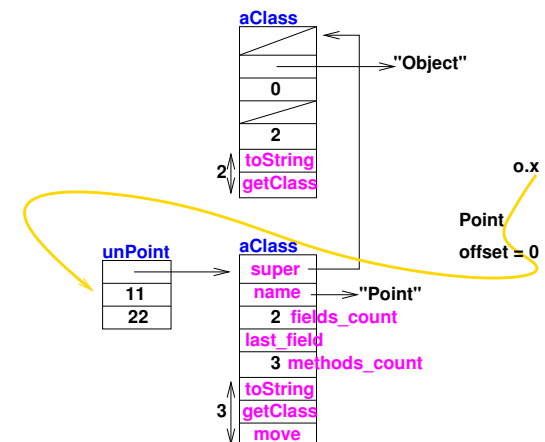 aClass
"Object"
0
2
2 toString
getClass
o.x
Point
offset = 0
unPoint
11
22
aClass
super
name "Point"
2 fields_count
last_field
3 methods_count
toString
3 getClass
move